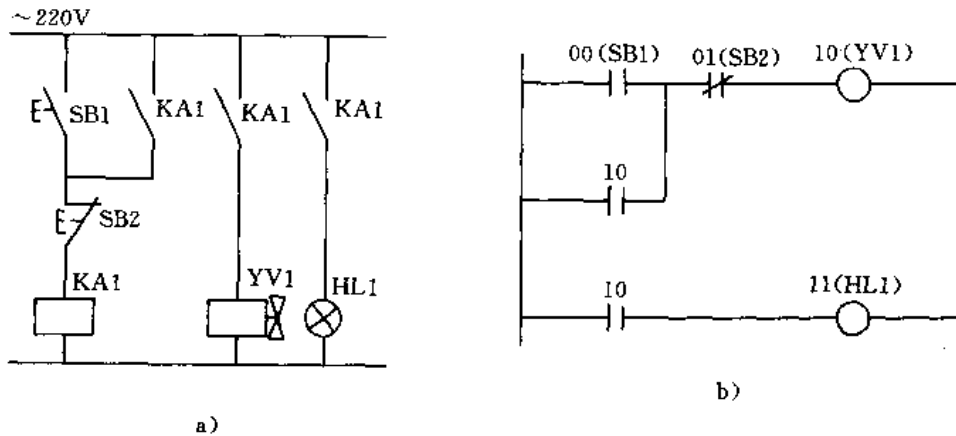 ～220V
SB1
KA1
KA1
KA1
SB2
KA1
YV1
HL1
a)
00(SB1)
01(SB2)
10(YV1)
10
10
11(HL1)
b)